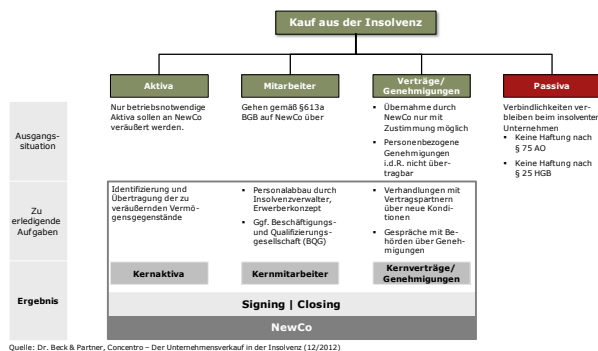 Kauf aus der Insolvenz
Aktiva
Mitarbeiter
Verträge/
Genehmigungen
Passiva
Ausgangs-
situation
Nur betriebsnotwendige
Aktiva sollen an NewCo
veräußert werden.
Gehen gemäß §613a
BGB auf NewCo über
▪ Übernahme durch
NewCo nur mit
Zustimmung möglich
▪ Personenbezogene
Genehmigungen
i.d.R. nicht über-
tragbar
Verbindlichkeiten ver-
bleiben beim insolventen
Unternehmen
▪ Keine Haftung nach
§ 75 AO
▪ Keine Haftung nach
§ 25 HGB
Zu
erledigende
Aufgaben
Identifizierung und
Übertragung der zu
veräußernden Vermö-
gensgegenstände
▪ Personalabbau durch
Insolvenzverwalter,
Erwerberkonzept
▪ Ggf. Beschäftigungs-
und Qualifizierungs-
gesellschaft (BQG)
▪ Verhandlungen mit
Vertragspartnern
über neue Kondi-
tionen
▪ Gespräche mit Be-
hörden über Geneh-
migungen
Ergebnis
Kernaktiva
Kernmitarbeiter
Kernverträge/
Genehmigungen
Signing | Closing
NewCo
Quelle: Dr. Beck & Partner, Concentro – Der Unternehmensverkauf in der Insolvenz (12/2012)